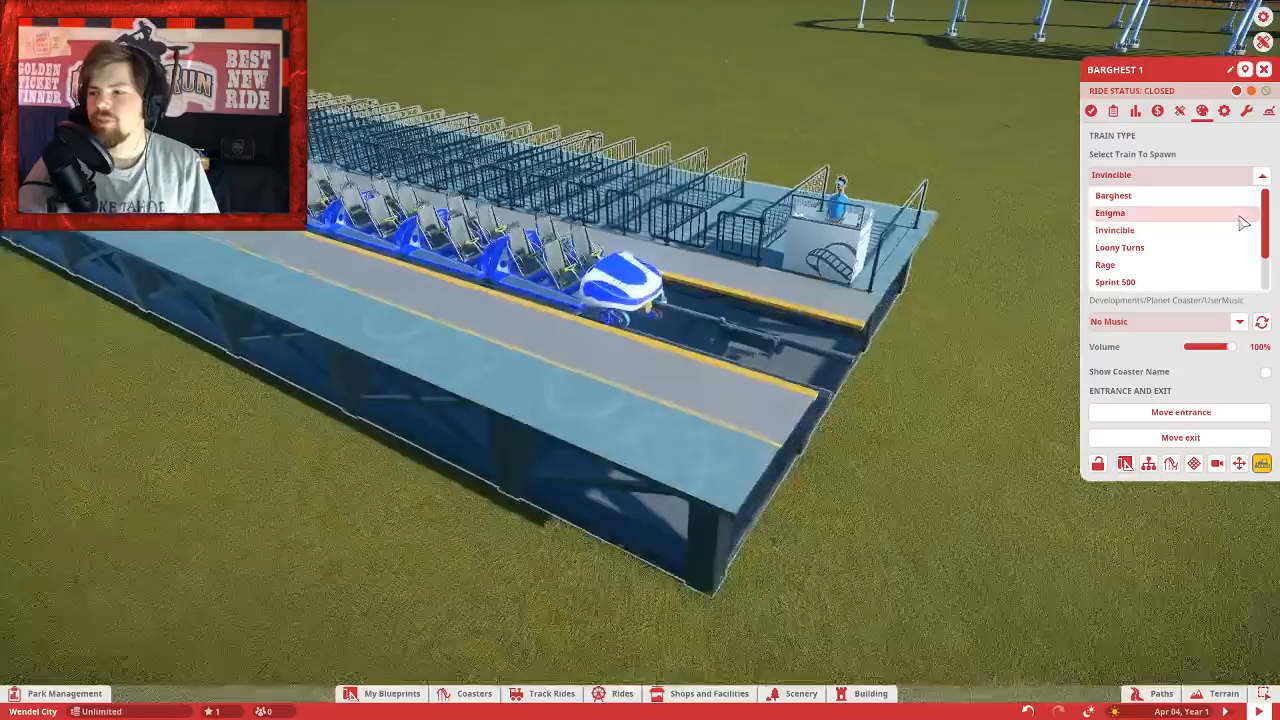 GOLDEN
TICKET
WINNER
RUN
BEST
NEW
RIDE
KE TAHO
BARGHEST 1
RIDE STATUS: CLOSED
TRAIN TYPE
Select Train To Spawn
Invincible
Barghest
Enigma
Invincible
Loony Turns
Rage
Sprint 500
Developments/Planet Coaster/UserMusic
No Music
Volume 100%
Show Coaster Name
ENTRANCE AND EXIT
Move entrance
Move exit
Park Management
My Blueprints
Coasters
Track Rides
Rides
Shops and Facilities
Scenery
Building
Paths
Terrain
Wendel City
Unlimited
1
0
Apr 04, Year 1